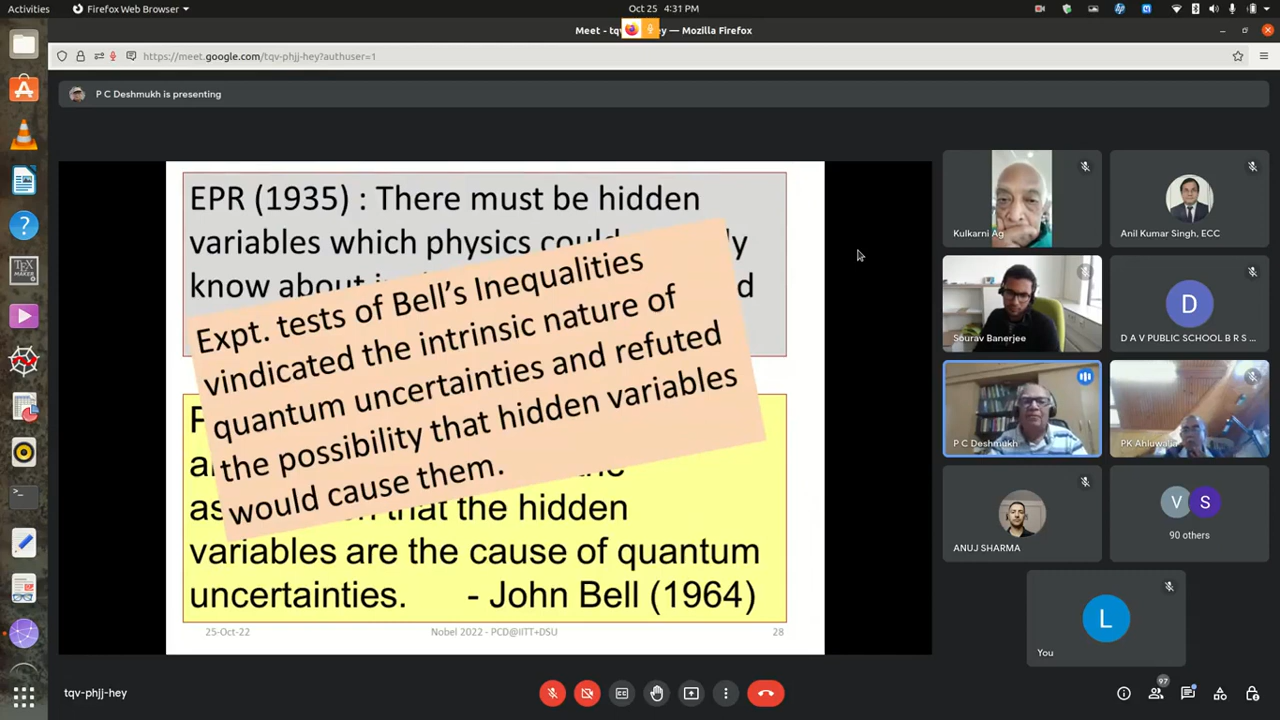 Activities
Firefox Web Browser
Oct 25 4:31 PM
Meet - tqv ey — Mozilla Firefox
https://meet.google.com/tqv-phjj-hey?authuser=1
P C Deshmukh is presenting
EPR (1935) : There must be hidden
variables which physics
know about
Expt. tests of Bell’s Inequalities
vindicated the intrinsic nature of
quantum uncertainties and refuted
the possibility that hidden variables
would cause them.
that the hidden
variables are the cause of quantum
uncertainties. - John Bell (1964)
25-Oct-22
Nobel 2022 - PCD@IITT+DSU
28
Kulkarni Ag
Anil Kumar Singh, ECC
Sourav Banerjee
D
D A V PUBLIC SCHOOL B R S ...
P C Deshmukh
PK Ahluwalia
ANUJ SHARMA
V S
90 others
L
You
tqv-phjj-hey
97